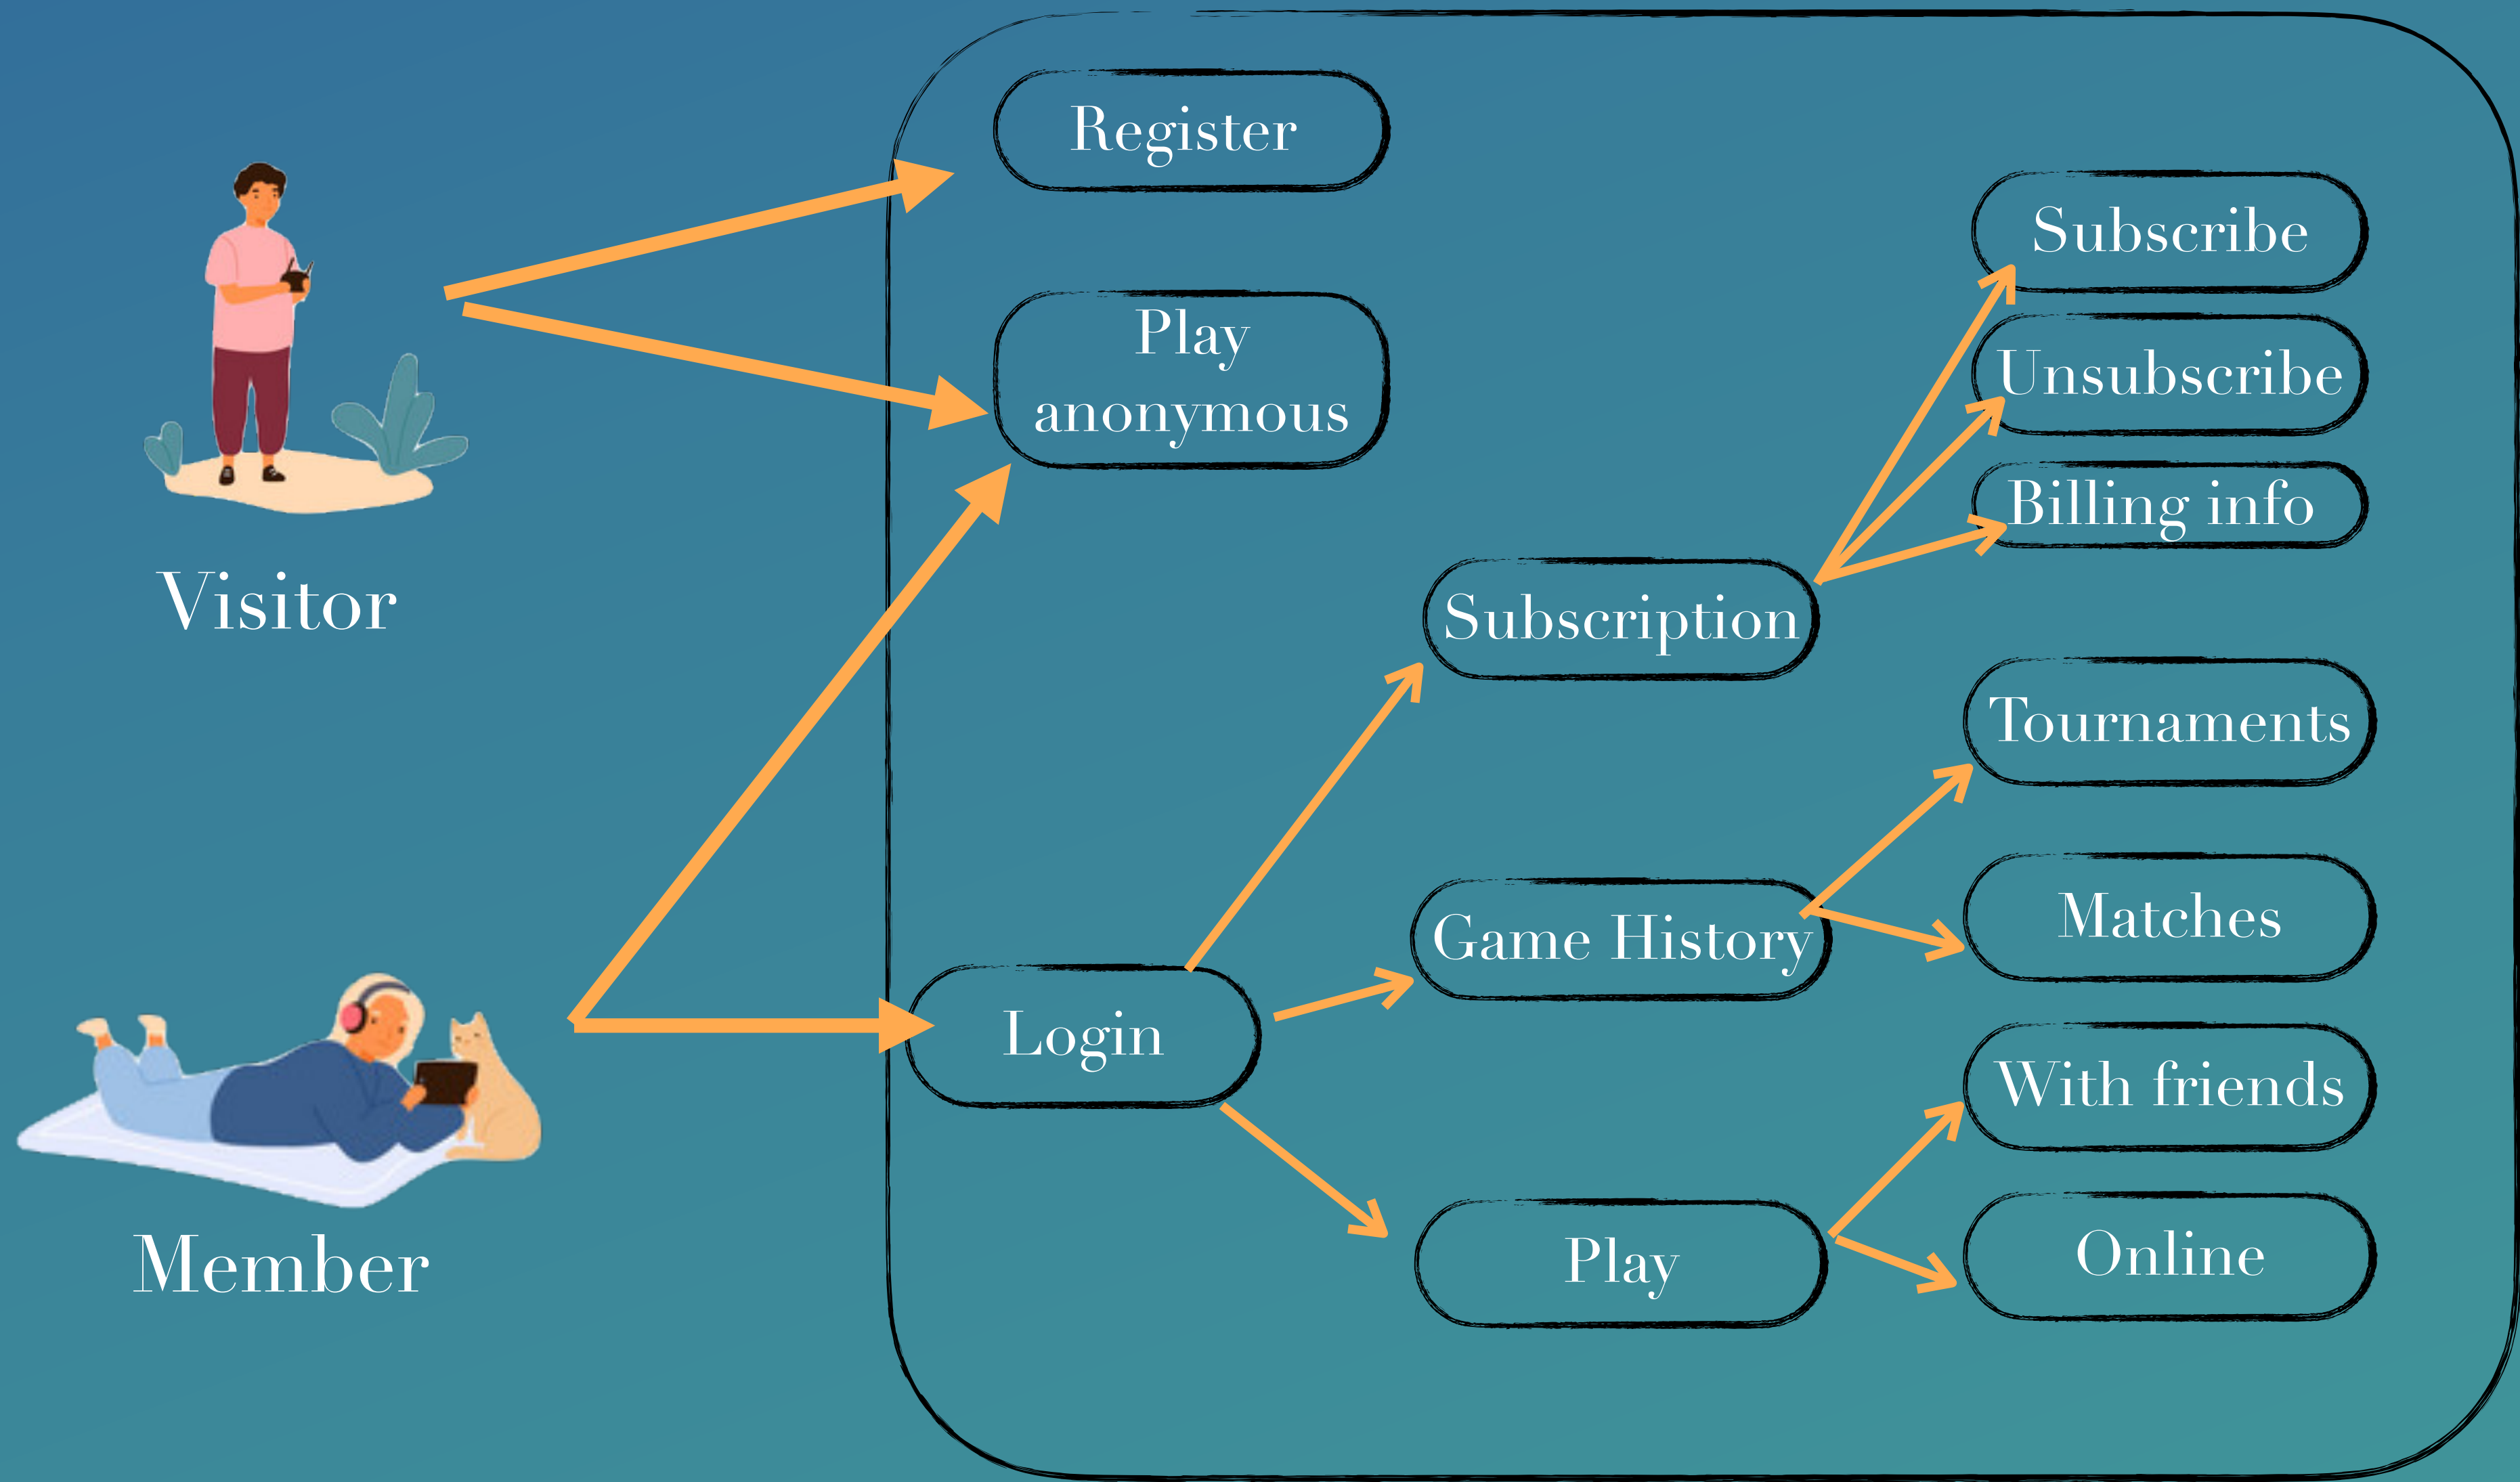 Visitor
Member
Register
Play
anonymous
Login
Subscription
Game History
Play
Subscribe
Unsubscribe
Billing info
Tournaments
Matches
With friends
Online